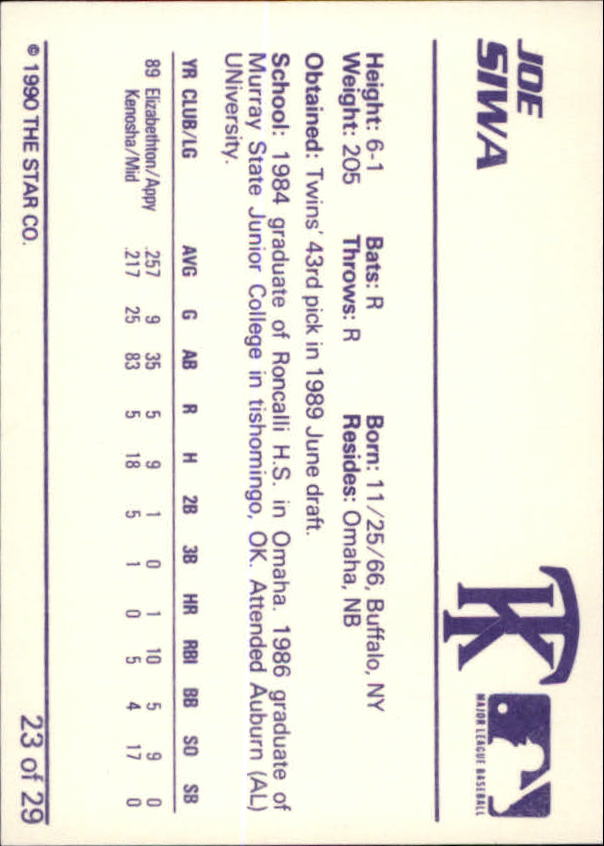 JOE
SIWA
TK
MAJOR LEAGUE BASEBALL
Height: 6-1 Bats: R Born: 11/25/66, Buffalo, NY
Weight: 205 Throws: R Resides: Omaha, NB
Obtained: Twins' 43rd pick in 1989 June draft.
School: 1984 graduate of Roncalli H.S. in Omaha. 1986 graduate of
Murray State Junior College in tishomingo, OK. Attended Auburn (AL)
UNiversity.
YR CLUB/LG AVG G AB R H 2B 3B HR RBI BB SO SB
89 Elizabethton/Appy .257 9 35 5 9 1 0 1 10 5 9 0
Kenosha/Mid .217 25 83 5 18 5 1 0 5 4 17 0
© 1990 THE STAR CO. 23 of 29